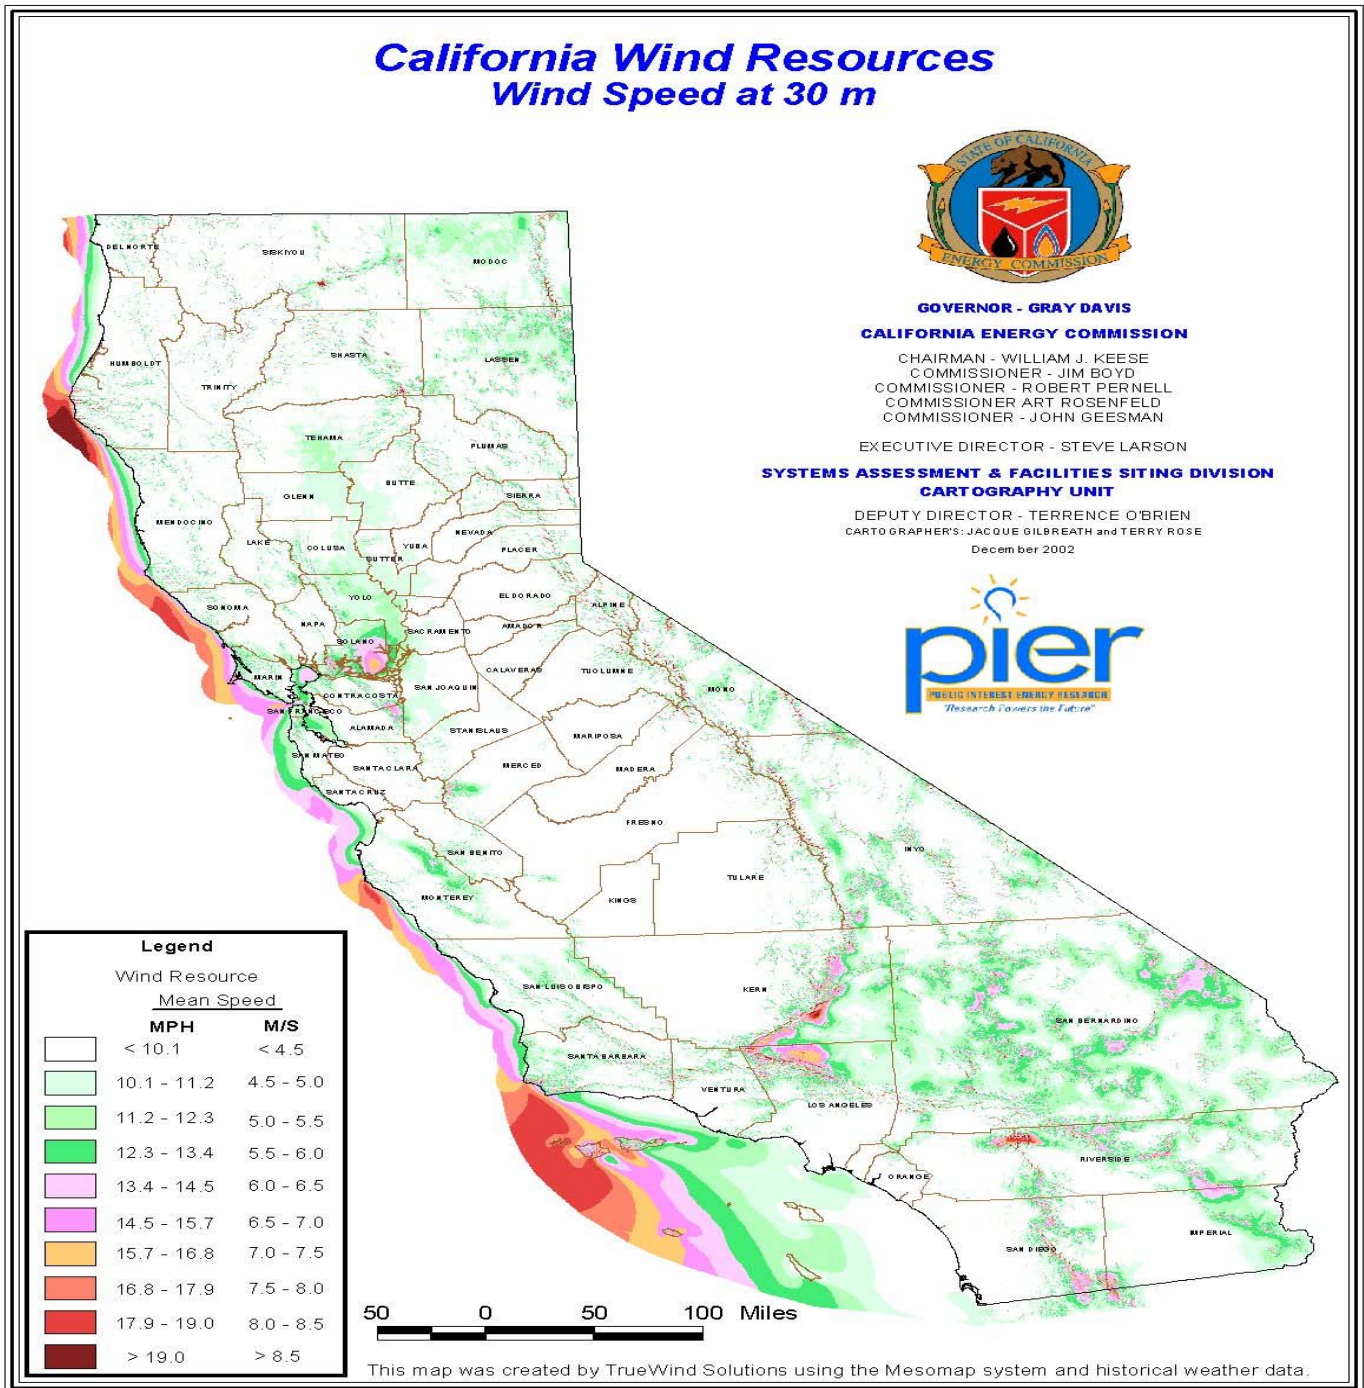 California Wind Resources
Wind Speed at 30 m
STATE OF CALIFORNIA
ENERGY COMMISSION
GOVERNOR - GRAY DAVIS
CALIFORNIA ENERGY COMMISSION
CHAIRMAN - WILLIAM J. KEESE
COMMISSIONER - JIM BOYD
COMMISSIONER - ROBERT PERNELL
COMMISSIONER ART ROSENFELD
COMMISSIONER - JOHN GEESMAN
EXECUTIVE DIRECTOR - STEVE LARSON
SYSTEMS ASSESSMENT & FACILITIES SITING DIVISION
CARTOGRAPHY UNIT
DEPUTY DIRECTOR - TERRENCE O'BRIEN
CARTOGRAPHER'S: JACQUE GILBREATH and TERRY ROSE
December 2002
pier
PUBLIC INTEREST ENERGY RESEARCH
"Research Powers the Future"
DEL NORTE
SISKIYOU
MODOC
HUMBOLDT
TRINITY
SHASTA
LASSEN
TEHAMA
PLUMAS
BUTTE
GLENN
SIERRA
MENDOCINO
LAKE
COLUSA
SUTTER
YUBA
NEVADA
PLACER
SONOMA
NAPA
YOLO
EL DORADO
ALPINE
SOLANO
SACRAMENTO
AMADOR
MARIN
CONTRA COSTA
SAN JOAQUIN
CALAVERAS
TUOLUMNE
MONO
SAN FRANCISCO
ALAMADA
STANISLAUS
MARIPOSA
SAN MATEO
SANTA CLARA
MERCED
MADERA
SANTA CRUZ
FRESNO
SAN BENITO
INYO
MONTEREY
KINGS
TULARE
SAN LUIS OBISPO
KERN
SAN BERNARDINO
SANTA BARBARA
VENTURA
LOS ANGELES
ORANGE
RIVERSIDE
SAN DIEGO
IMPERIAL
Legend
Wind Resource
Mean Speed
MPH M/S
< 10.1 < 4.5
10.1 - 11.2 4.5 - 5.0
11.2 - 12.3 5.0 - 5.5
12.3 - 13.4 5.5 - 6.0
13.4 - 14.5 6.0 - 6.5
14.5 - 15.7 6.5 - 7.0
15.7 - 16.8 7.0 - 7.5
16.8 - 17.9 7.5 - 8.0
17.9 - 19.0 8.0 - 8.5
> 19.0 > 8.5
50 0 50 100 Miles
This map was created by TrueWind Solutions using the Mesomap system and historical weather data.